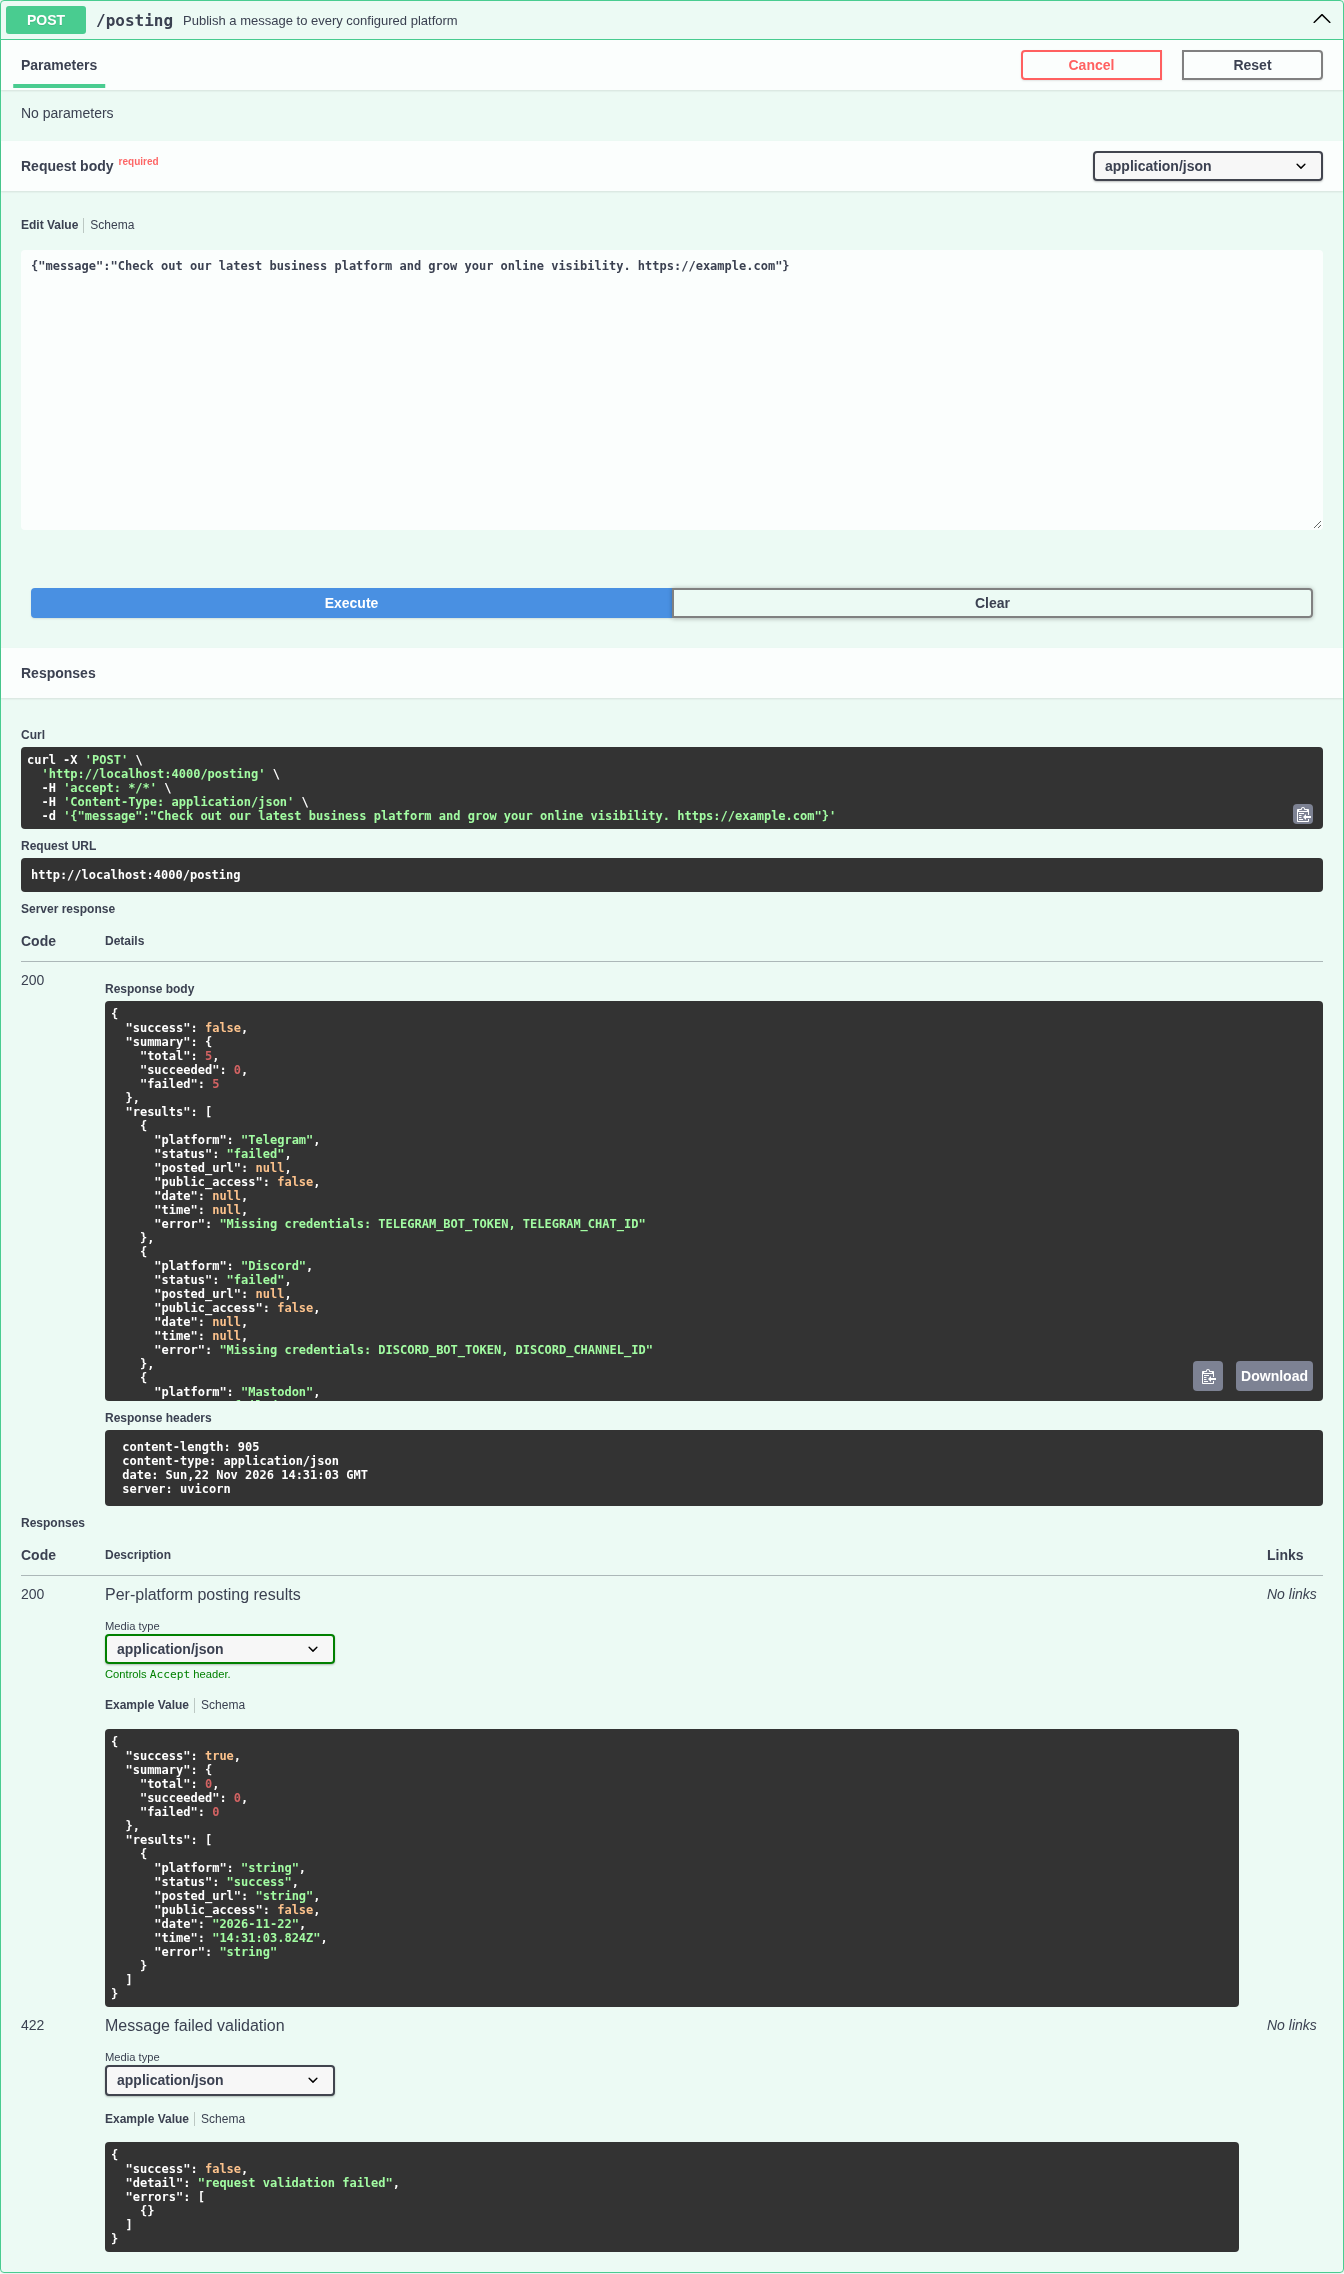 POST /posting Publish a message to every configured platform
Parameters Cancel Reset
No parameters
Request body required application/json
Edit Value Schema
{"message":"Check out our latest business platform and grow your online visibility. https://example.com"}
Execute Clear
Responses
Curl
curl -X 'POST' \
  'http://localhost:4000/posting' \
  -H 'accept: */*' \
  -H 'Content-Type: application/json' \
  -d '{"message":"Check out our latest business platform and grow your online visibility. https://example.com"}'
Request URL
http://localhost:4000/posting
Server response
Code Details
200
Response body
{
  "success": false,
  "summary": {
    "total": 5,
    "succeeded": 0,
    "failed": 5
  },
  "results": [
    {
      "platform": "Telegram",
      "status": "failed",
      "posted_url": null,
      "public_access": false,
      "date": null,
      "time": null,
      "error": "Missing credentials: TELEGRAM_BOT_TOKEN, TELEGRAM_CHAT_ID"
    },
    {
      "platform": "Discord",
      "status": "failed",
      "posted_url": null,
      "public_access": false,
      "date": null,
      "time": null,
      "error": "Missing credentials: DISCORD_BOT_TOKEN, DISCORD_CHANNEL_ID"
    },
    {
      "platform": "Mastodon",
Download
Response headers
content-length: 905
content-type: application/json
date: Sun,22 Nov 2026 14:31:03 GMT
server: uvicorn
Responses
Code Description Links
200 Per-platform posting results No links
Media type
application/json
Controls Accept header.
Example Value Schema
{
  "success": true,
  "summary": {
    "total": 0,
    "succeeded": 0,
    "failed": 0
  },
  "results": [
    {
      "platform": "string",
      "status": "success",
      "posted_url": "string",
      "public_access": false,
      "date": "2026-11-22",
      "time": "14:31:03.824Z",
      "error": "string"
    }
  ]
}
422 Message failed validation No links
Media type
application/json
Example Value Schema
{
  "success": false,
  "detail": "request validation failed",
  "errors": [
    {}
  ]
}